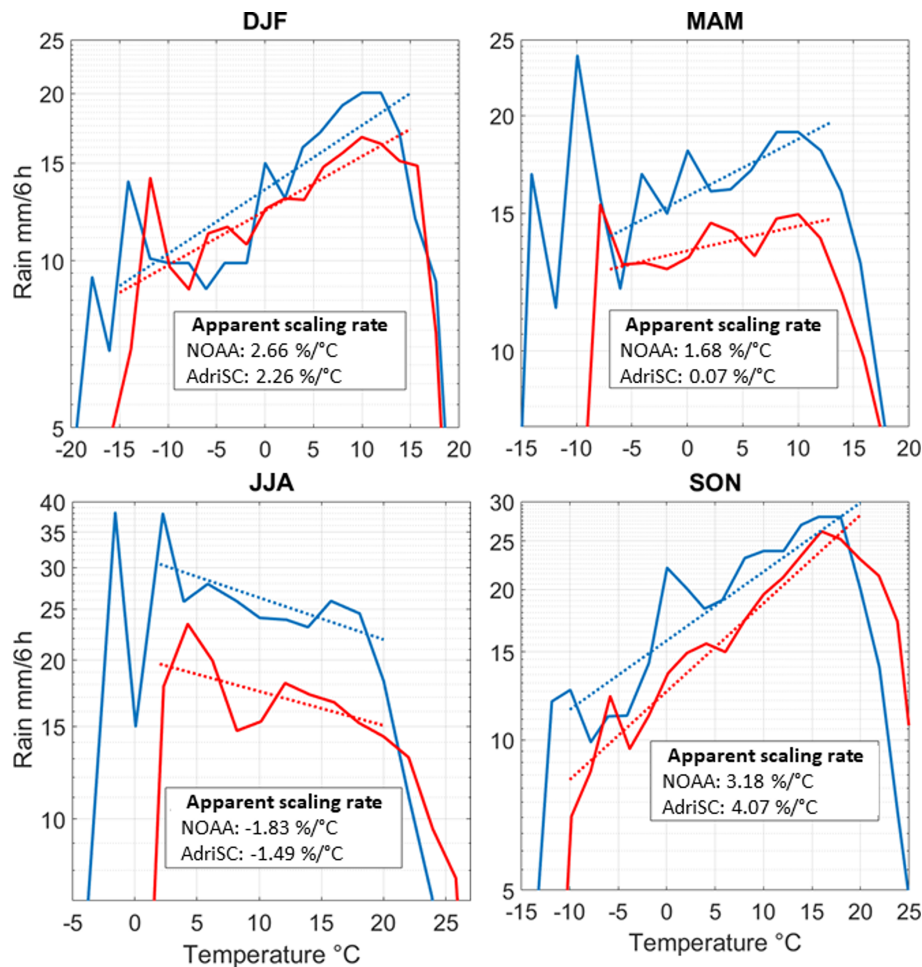 DJF
MAM
25
20
15
10
5
Rain mm/6h
Apparent scaling rate
NOAA: 2.66 %/°C
AdriSC: 2.26 %/°C
-20 -15 -10 -5 0 5 10 15 20
25
20
15
10
Apparent scaling rate
NOAA: 1.68 %/°C
AdriSC: 0.07 %/°C
-15 -10 -5 0 5 10 15 20
JJA
SON
40
35
30
25
20
15
10
Rain mm/6h
Apparent scaling rate
NOAA: -1.83 %/°C
AdriSC: -1.49 %/°C
-5 0 5 10 15 20 25
Temperature °C
30
25
20
15
10
5
Apparent scaling rate
NOAA: 3.18 %/°C
AdriSC: 4.07 %/°C
-15 -10 -5 0 5 10 15 20 25
Temperature °C